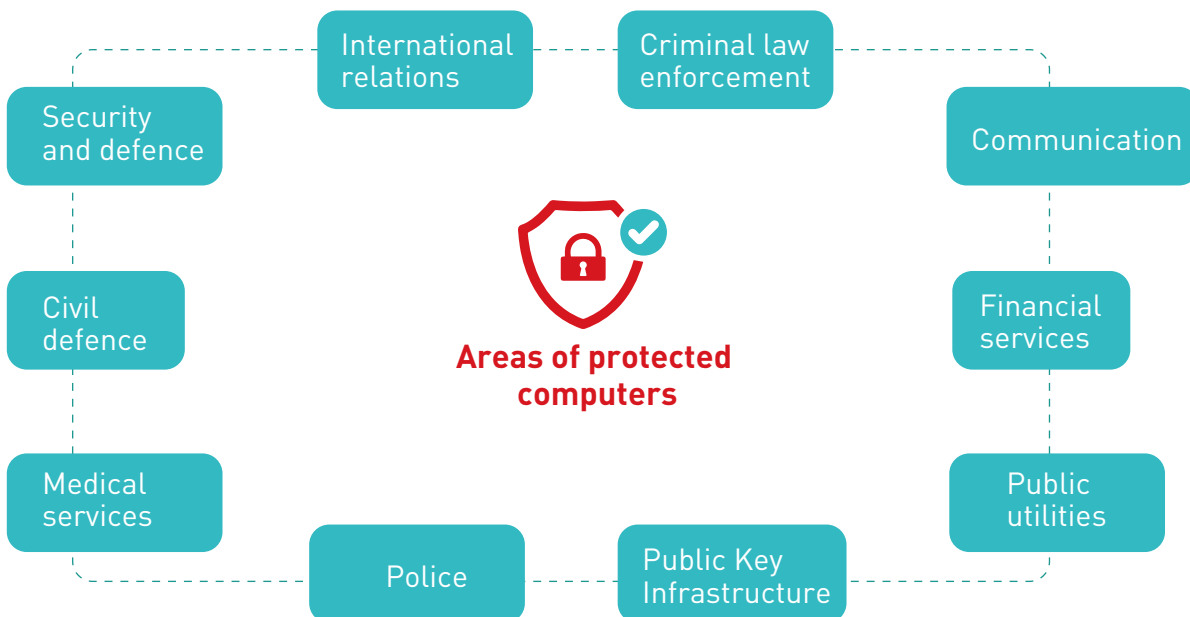 International
relations
Criminal law
enforcement
Security
and defence
Communication
Areas of protected
computers
Civil
defence
Financial
services
Medical
services
Public
utilities
Police
Public Key
Infrastructure